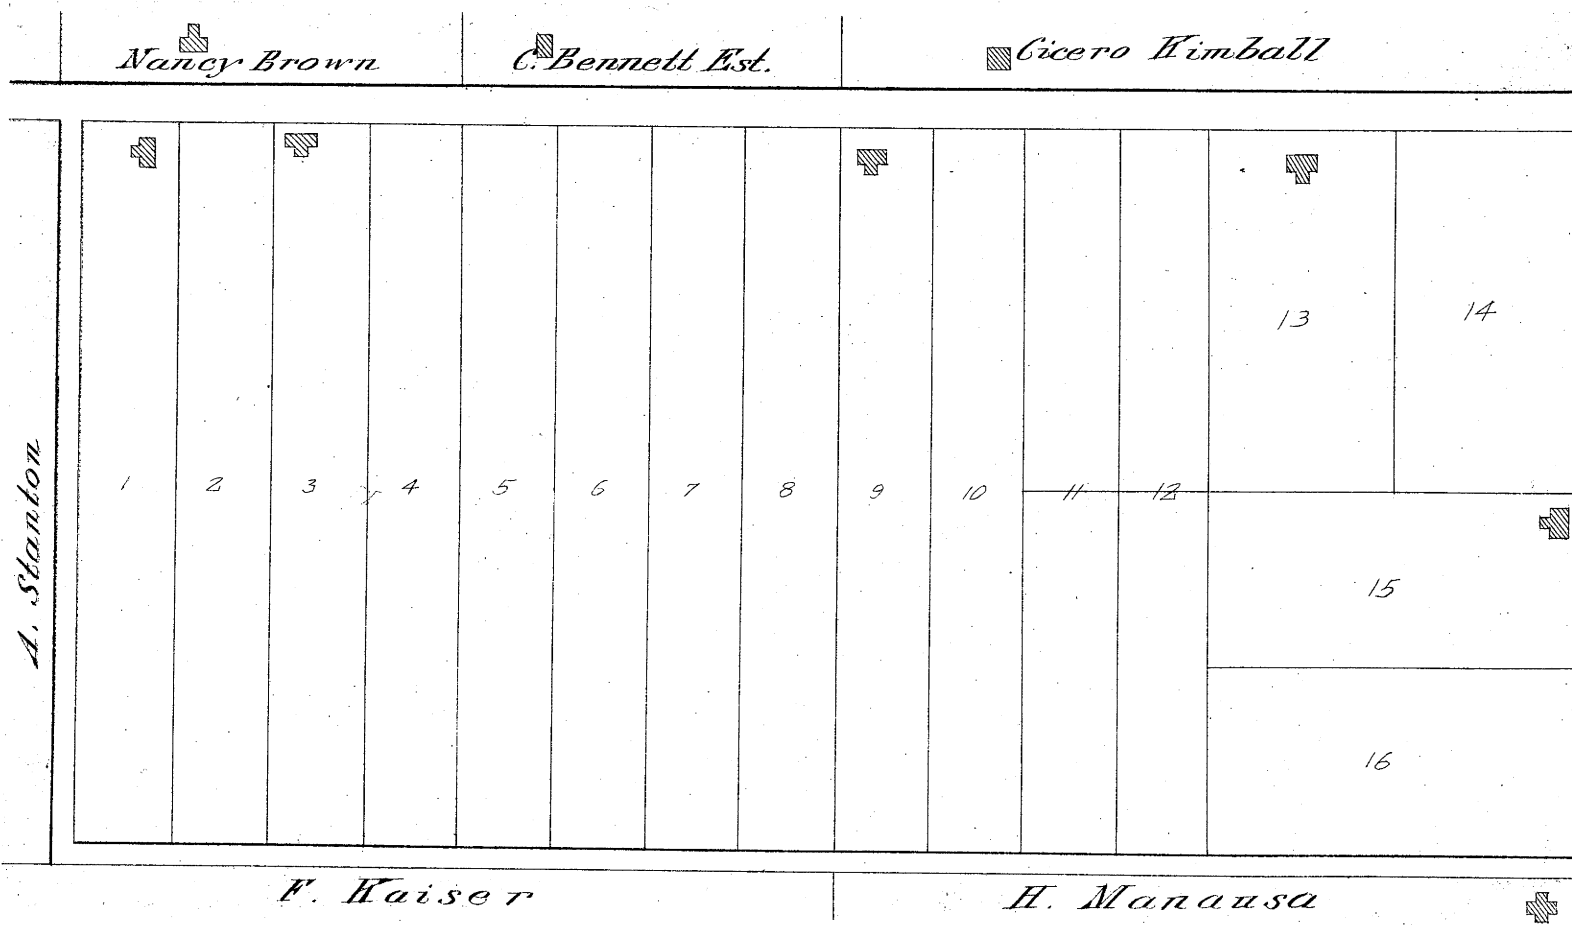 Nancy Brown
C. Bennett Est.
Cicero Kimball
A. Stanton
1
2
3
4
5
6
7
8
9
10
11
12
13
14
15
16
F. Kaiser
H. Manausa